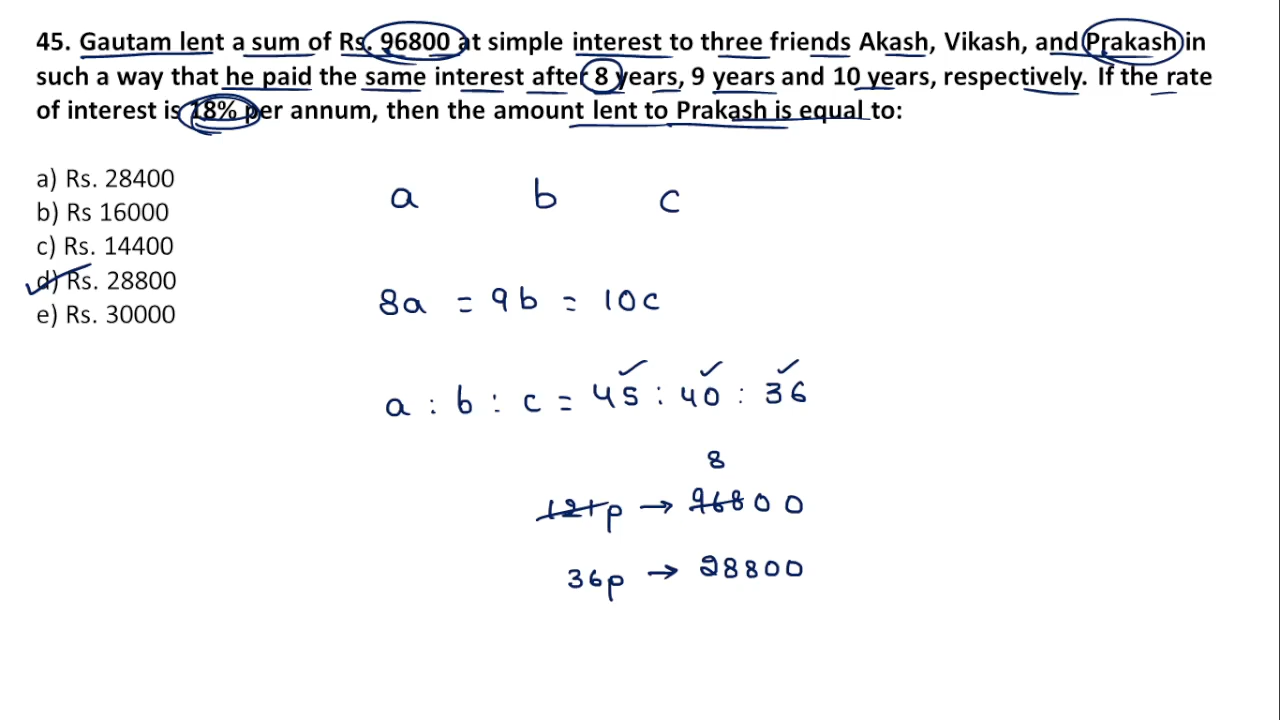 45. Gautam lent a sum of Rs. 96800 at simple interest to three friends Akash, Vikash, and Prakash in
such a way that he paid the same interest after 8 years, 9 years and 10 years, respectively. If the rate
of interest is 18% per annum, then the amount lent to Prakash is equal to:
a) Rs. 28400
b) Rs 16000
c) Rs. 14400
d) Rs. 28800
e) Rs. 30000
a b c
8a = 9b = 10c
a : b : c = 45 : 40 : 36
8
121p → 96800
36p → 28800